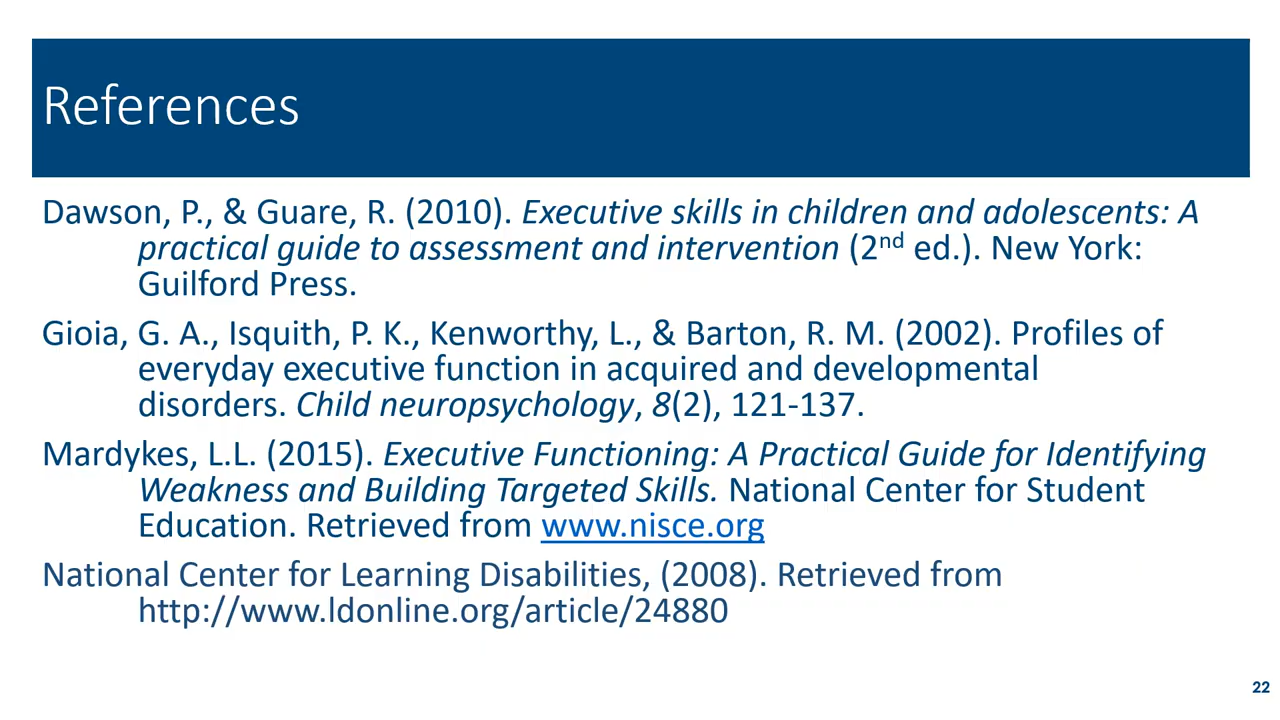 References
Dawson, P., & Guare, R. (2010). Executive skills in children and adolescents: A
practical guide to assessment and intervention (2nd ed.). New York:
Guilford Press.
Gioia, G. A., Isquith, P. K., Kenworthy, L., & Barton, R. M. (2002). Profiles of
everyday executive function in acquired and developmental
disorders. Child neuropsychology, 8(2), 121-137.
Mardykes, L.L. (2015). Executive Functioning: A Practical Guide for Identifying
Weakness and Building Targeted Skills. National Center for Student
Education. Retrieved from www.nisce.org
National Center for Learning Disabilities, (2008). Retrieved from
http://www.ldonline.org/article/24880
22